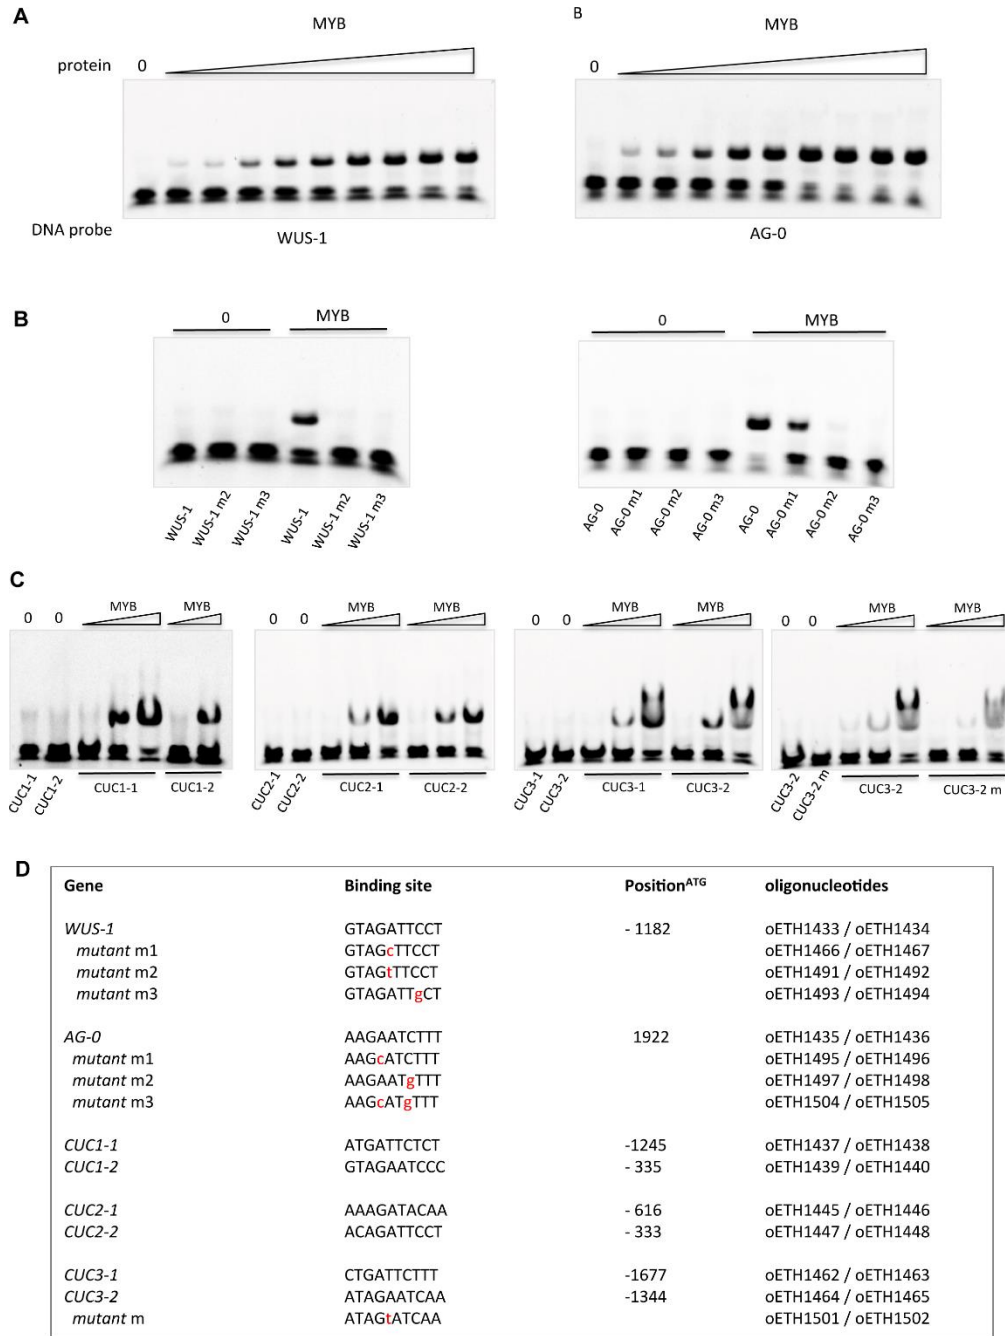 A
B
MYB
MYB
protein
0
0
DNA probe
WUS-1
AG-0
B
0
MYB
0
MYB
WUS-1
WUS-1 m2
WUS-1 m3
WUS-1
WUS-1 m2
WUS-1 m3
AG-0
AG-0 m1
AG-0 m2
AG-0 m3
AG-0
AG-0 m1
AG-0 m2
AG-0 m3
C
0 0 MYB MYB
0 0 MYB MYB
0 0 MYB MYB
0 0 MYB MYB
CUC1-1
CUC1-2
CUC1-1
CUC1-2
CUC2-1
CUC2-2
CUC2-1
CUC2-2
CUC3-1
CUC3-2
CUC3-1
CUC3-2
CUC3-2
CUC3-2 m
CUC3-2
CUC3-2 m
D
Gene Binding site Position^ATG oligonucleotides
WUS-1 GTAGATTCCT - 1182 oETH1433 / oETH1434
mutant m1 GTAGcTTCCT oETH1466 / oETH1467
mutant m2 GTAGtTTCCT oETH1491 / oETH1492
mutant m3 GTAGATTgCT oETH1493 / oETH1494
AG-0 AAGAATCTTT 1922 oETH1435 / oETH1436
mutant m1 AAGcATCTTT oETH1495 / oETH1496
mutant m2 AAGAATgTTT oETH1497 / oETH1498
mutant m3 AAGcATgTTT oETH1504 / oETH1505
CUC1-1 ATGATTCTCT -1245 oETH1437 / oETH1438
CUC1-2 GTAGAATCCC - 335 oETH1439 / oETH1440
CUC2-1 AAAGATACAA - 616 oETH1445 / oETH1446
CUC2-2 ACAGATTCCT - 333 oETH1447 / oETH1448
CUC3-1 CTGATTCTTT -1677 oETH1462 / oETH1463
CUC3-2 ATAGAATCAA -1344 oETH1464 / oETH1465
mutant m ATAGtATCAA oETH1501 / oETH1502